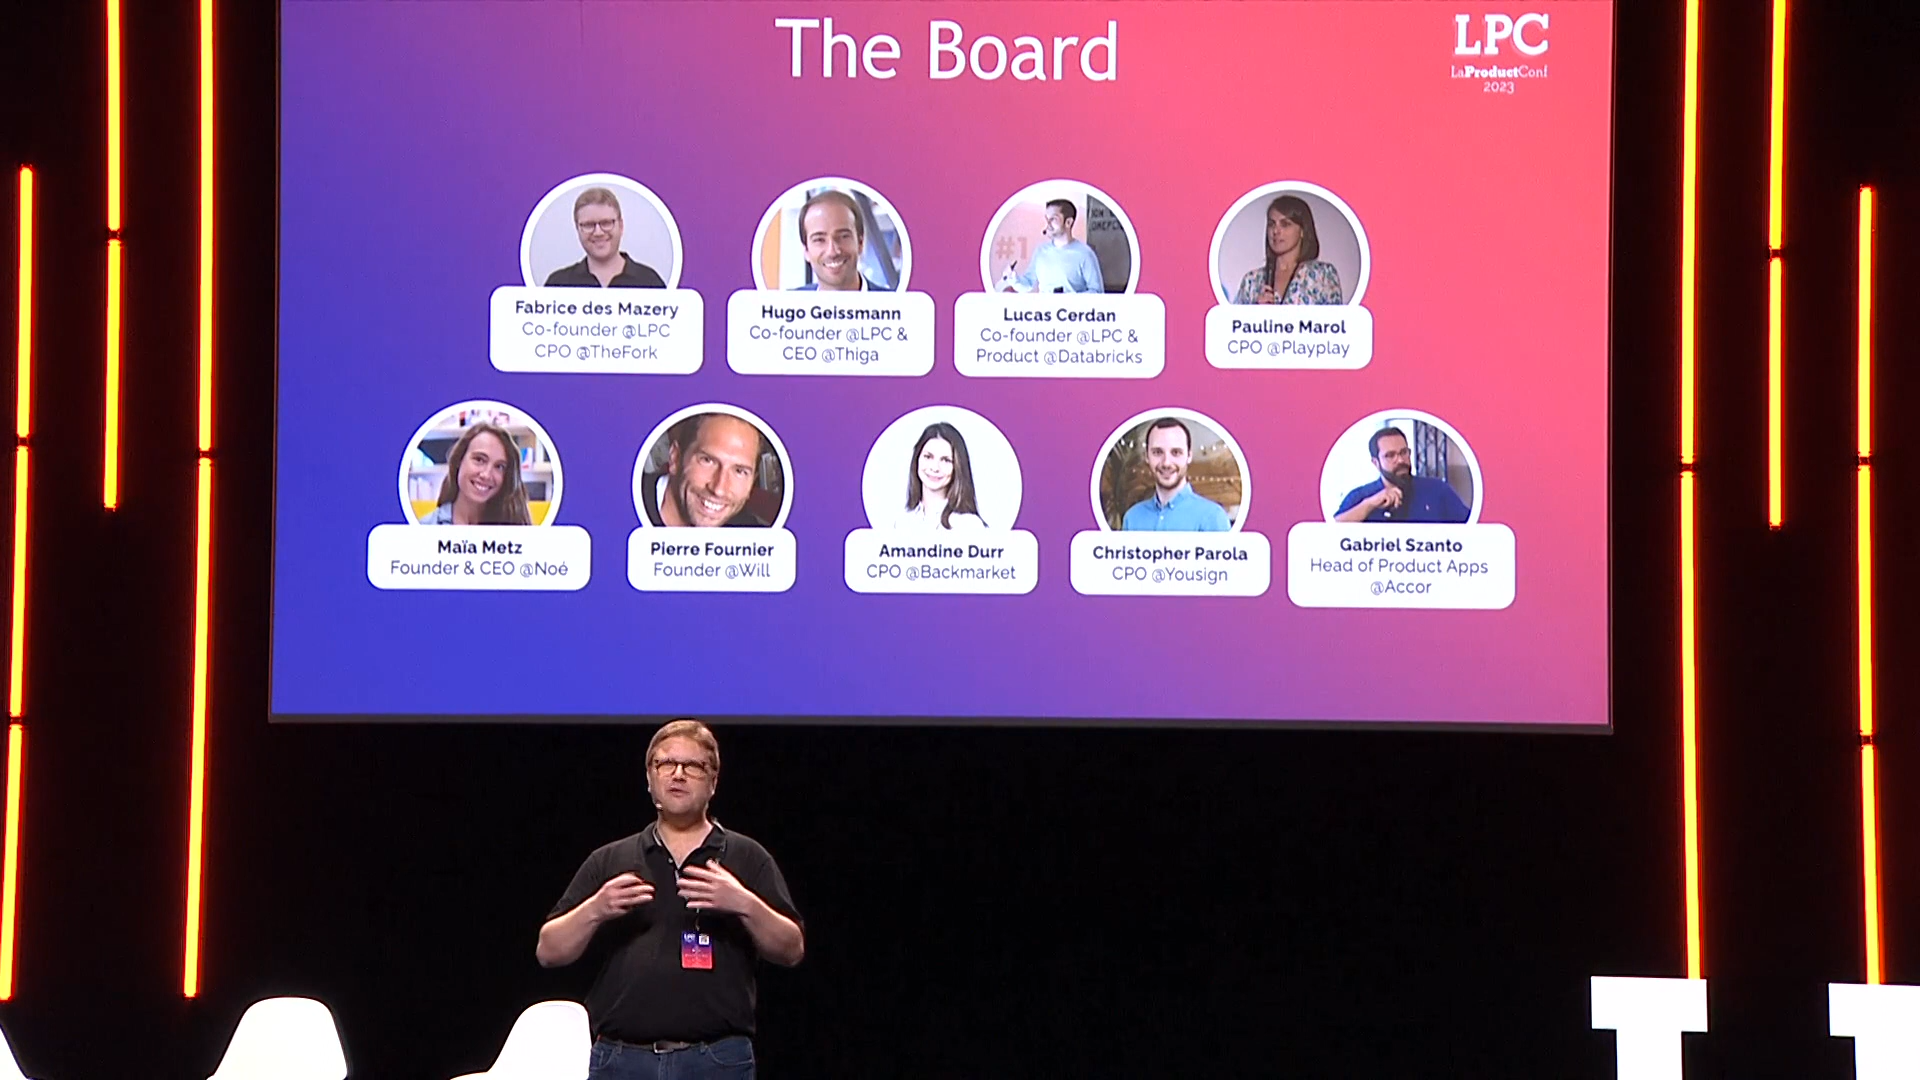 The Board
LPC
LaProductConf
2023
#1
Fabrice des Mazery
Co-founder @LPC
CPO @TheFork
Hugo Geissmann
Co-founder @LPC &
CEO @Thiga
Lucas Cerdan
Co-founder @LPC &
Product @Databricks
Pauline Marol
CPO @Playplay
Maïa Metz
Founder & CEO @Noé
Pierre Fournier
Founder @Will
Amandine Durr
CPO @Backmarket
Christopher Parola
CPO @Yousign
Gabriel Szanto
Head of Product Apps
@Accor
LPC